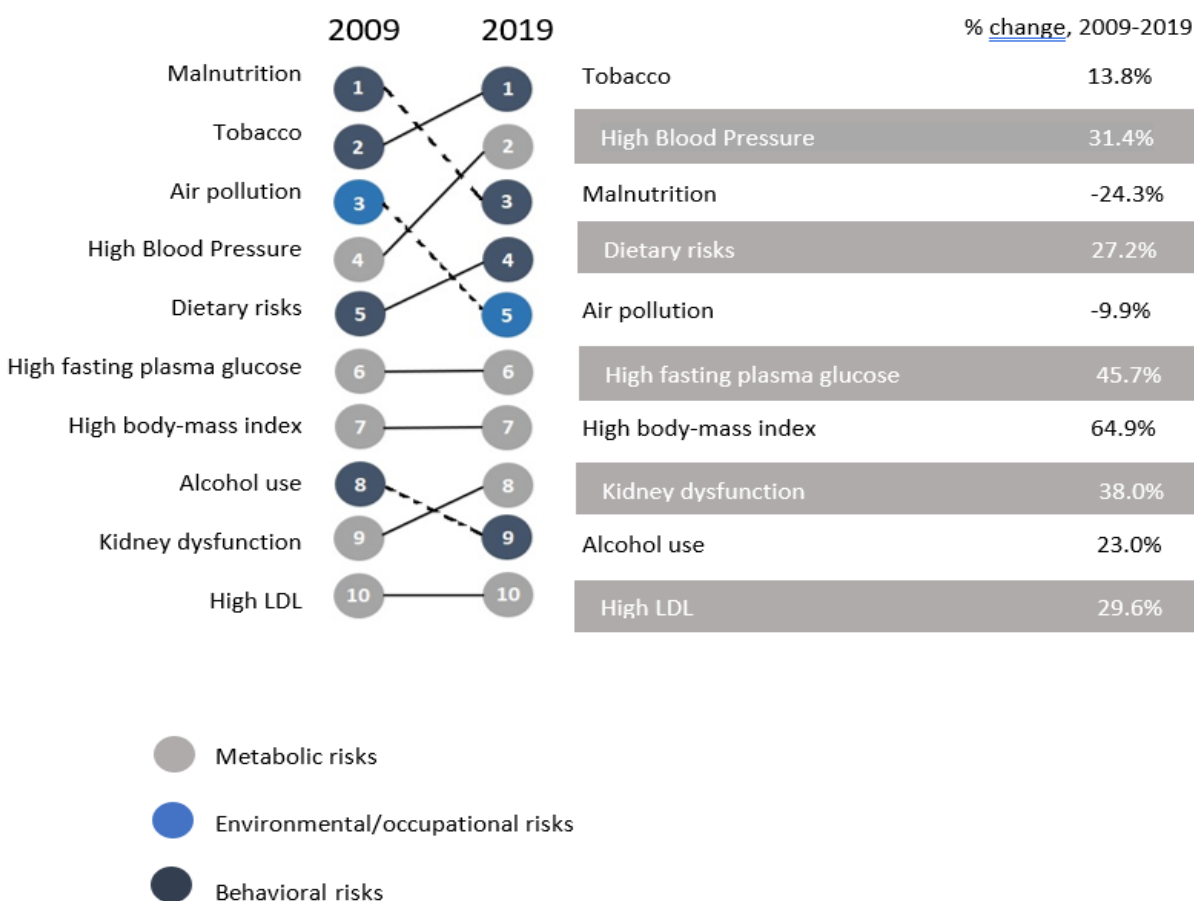 2009 2019 % change, 2009-2019
Malnutrition 1 1 Tobacco 13.8%
Tobacco 2 2 High Blood Pressure 31.4%
Air pollution 3 3 Malnutrition -24.3%
High Blood Pressure 4 4 Dietary risks 27.2%
Dietary risks 5 5 Air pollution -9.9%
High fasting plasma glucose 6 6 High fasting plasma glucose 45.7%
High body-mass index 7 7 High body-mass index 64.9%
Alcohol use 8 8 Kidney dysfunction 38.0%
Kidney dysfunction 9 9 Alcohol use 23.0%
High LDL 10 10 High LDL 29.6%
Metabolic risks
Environmental/occupational risks
Behavioral risks